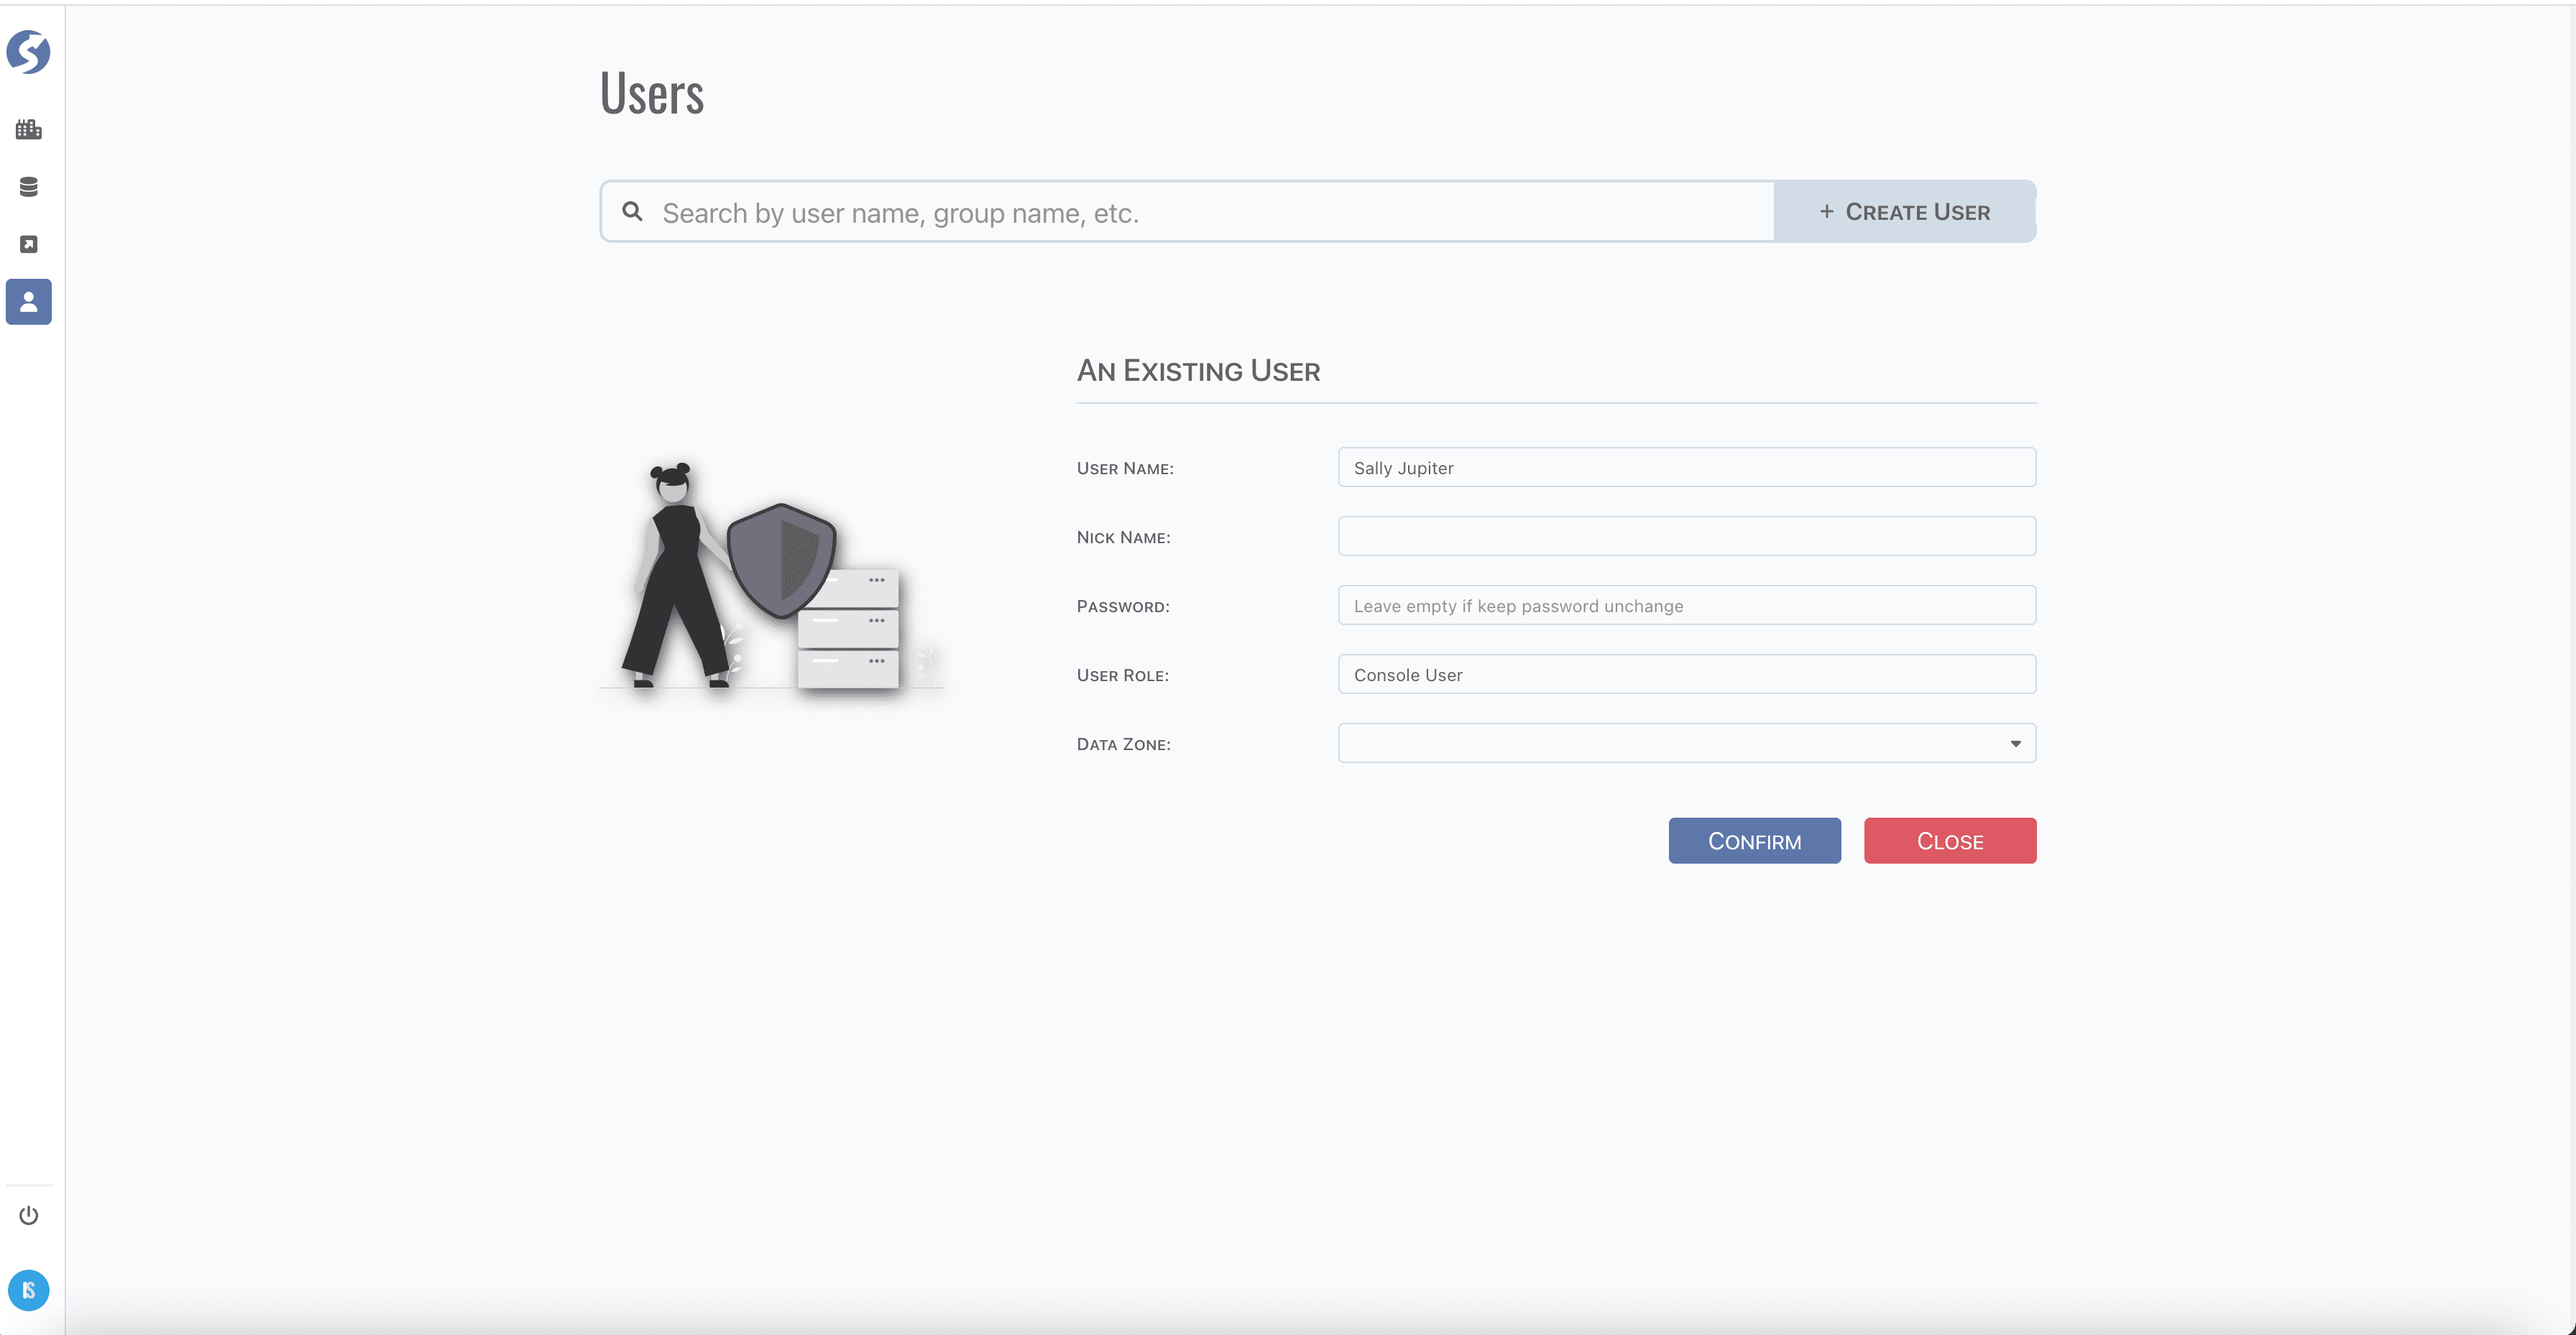 Users
Search by user name, group name, etc.
+ Create User
An Existing User
User Name:
Sally Jupiter
Nick Name:
Password:
Leave empty if keep password unchange
User Role:
Console User
Data Zone:
Confirm
Close
IS